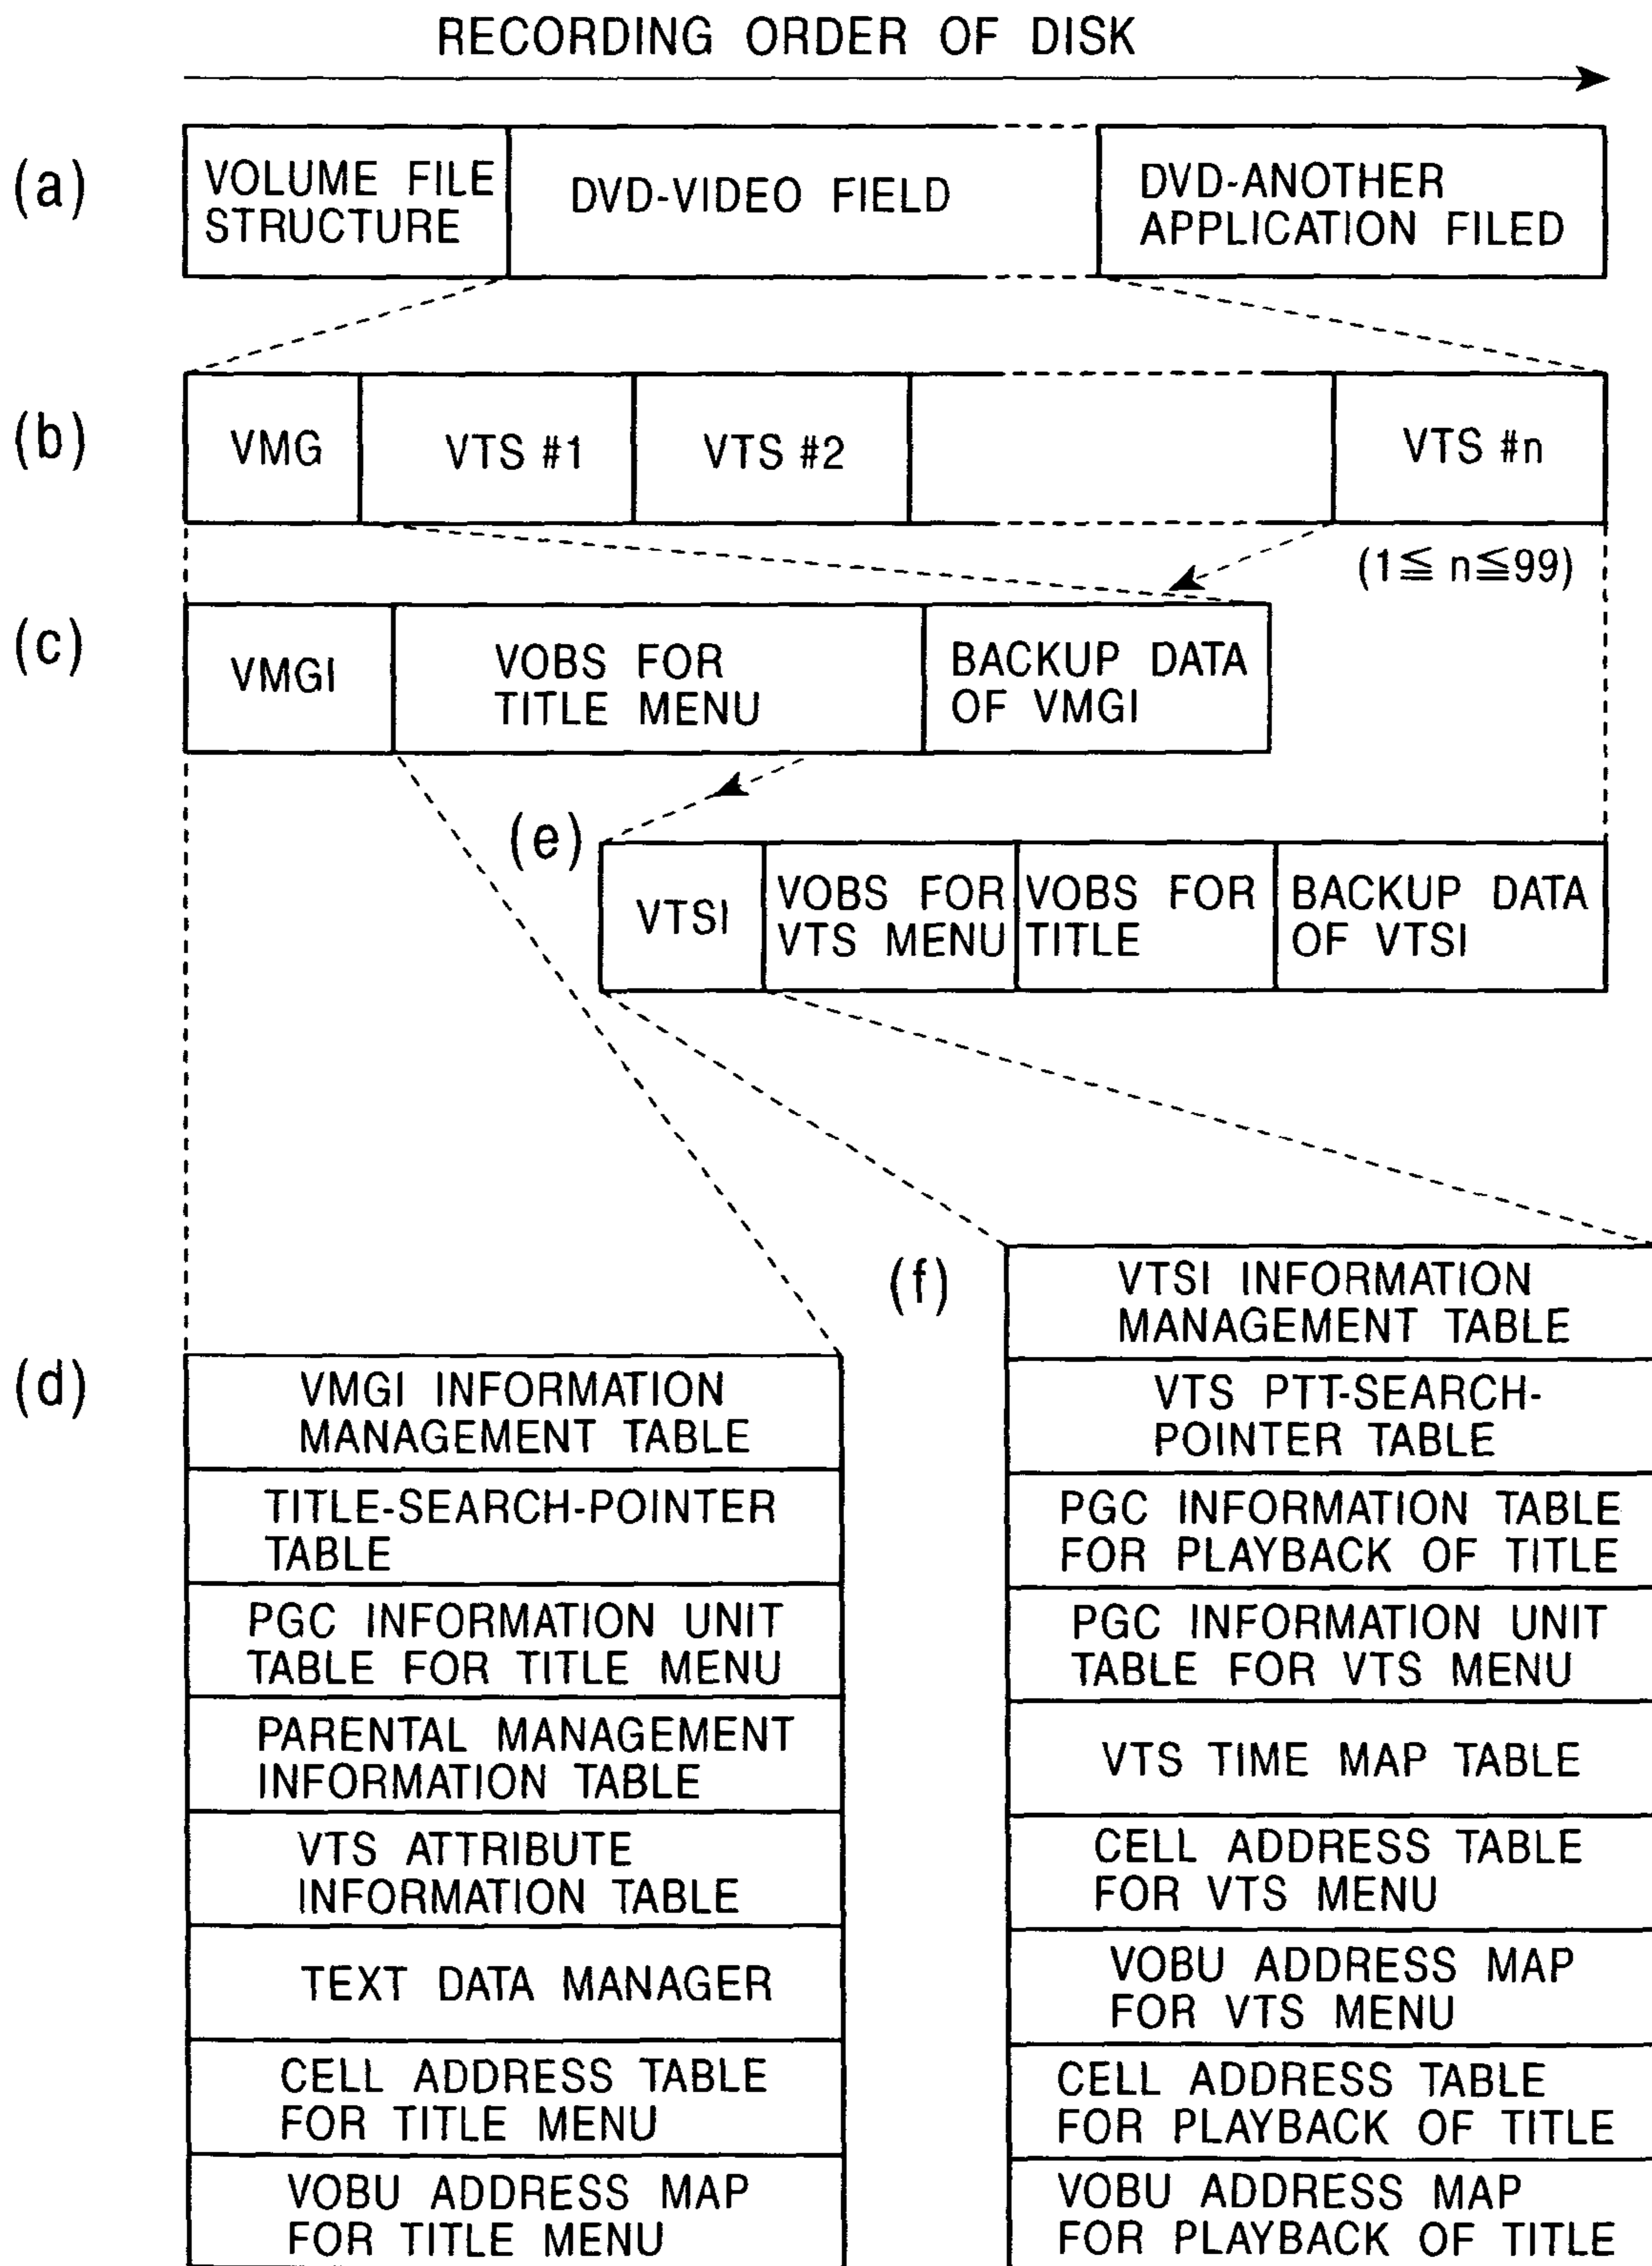 RECORDING ORDER OF DISK
(a)
VOLUME FILE
STRUCTURE
DVD-VIDEO FIELD
DVD-ANOTHER
APPLICATION FILED
(b)
VMG
VTS #1
VTS #2
VTS #n
(1≦ n≦99)
(c)
VMGI
VOBS FOR
TITLE MENU
BACKUP DATA
OF VMGI
(e)
VTSI
VOBS FOR
VTS MENU
VOBS FOR
TITLE
BACKUP DATA
OF VTSI
(d)
VMGI INFORMATION
MANAGEMENT TABLE
TITLE-SEARCH-POINTER
TABLE
PGC INFORMATION UNIT
TABLE FOR TITLE MENU
PARENTAL MANAGEMENT
INFORMATION TABLE
VTS ATTRIBUTE
INFORMATION TABLE
TEXT DATA MANAGER
CELL ADDRESS TABLE
FOR TITLE MENU
VOBU ADDRESS MAP
FOR TITLE MENU
(f)
VTSI INFORMATION
MANAGEMENT TABLE
VTS PTT-SEARCH-
POINTER TABLE
PGC INFORMATION TABLE
FOR PLAYBACK OF TITLE
PGC INFORMATION UNIT
TABLE FOR VTS MENU
VTS TIME MAP TABLE
CELL ADDRESS TABLE
FOR VTS MENU
VOBU ADDRESS MAP
FOR VTS MENU
CELL ADDRESS TABLE
FOR PLAYBACK OF TITLE
VOBU ADDRESS MAP
FOR PLAYBACK OF TITLE